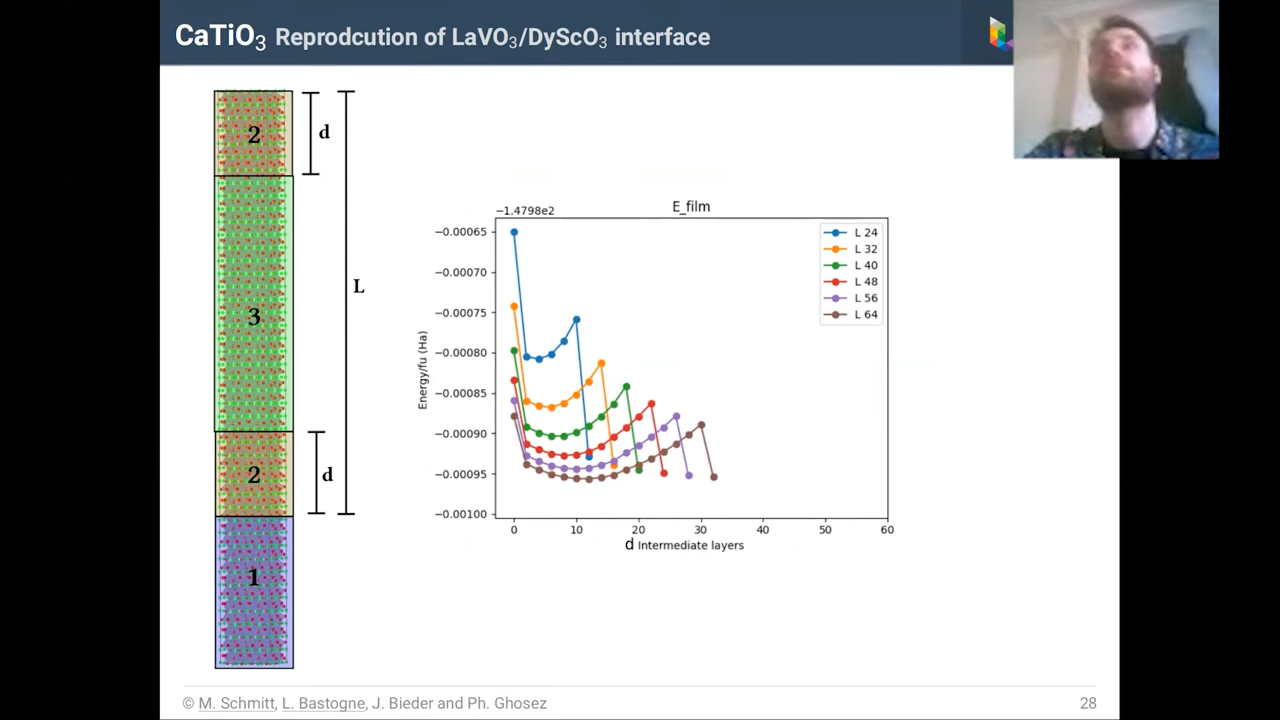 CaTiO₃ Reprodcution of LaVO₃/DyScO₃ interface
2
d
3
L
2
d
1
−1.4798e2
E_film
Energy/fu (Ha)
−0.00065
−0.00070
−0.00075
−0.00080
−0.00085
−0.00090
−0.00095
−0.00100
0 10 20 30 40 50 60
d Intermediate layers
L 24
L 32
L 40
L 48
L 56
L 64
© M. Schmitt, L. Bastogne, J. Bieder and Ph. Ghosez
28